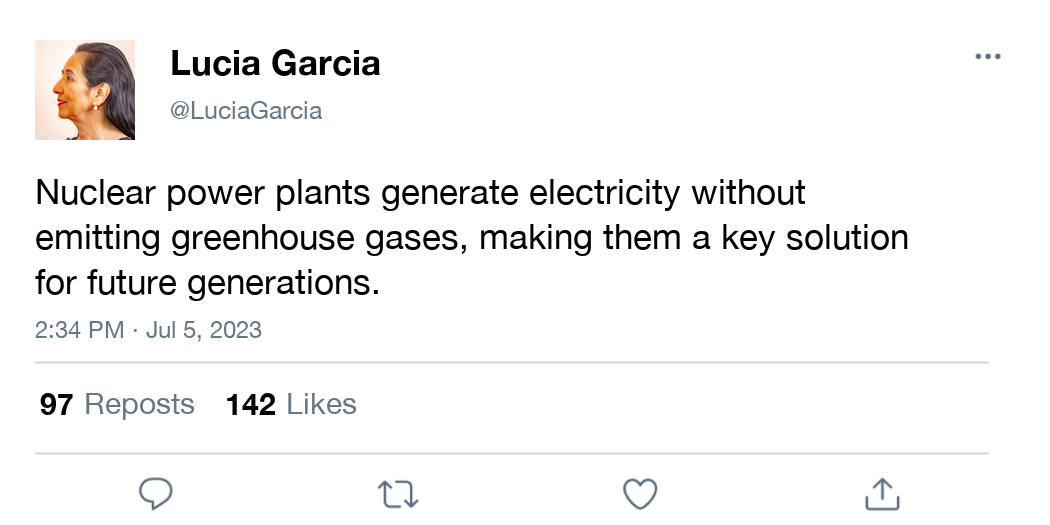 Lucia Garcia
@LuciaGarcia
Nuclear power plants generate electricity without
emitting greenhouse gases, making them a key solution
for future generations.
2:34 PM · Jul 5, 2023
97 Reposts 142 Likes